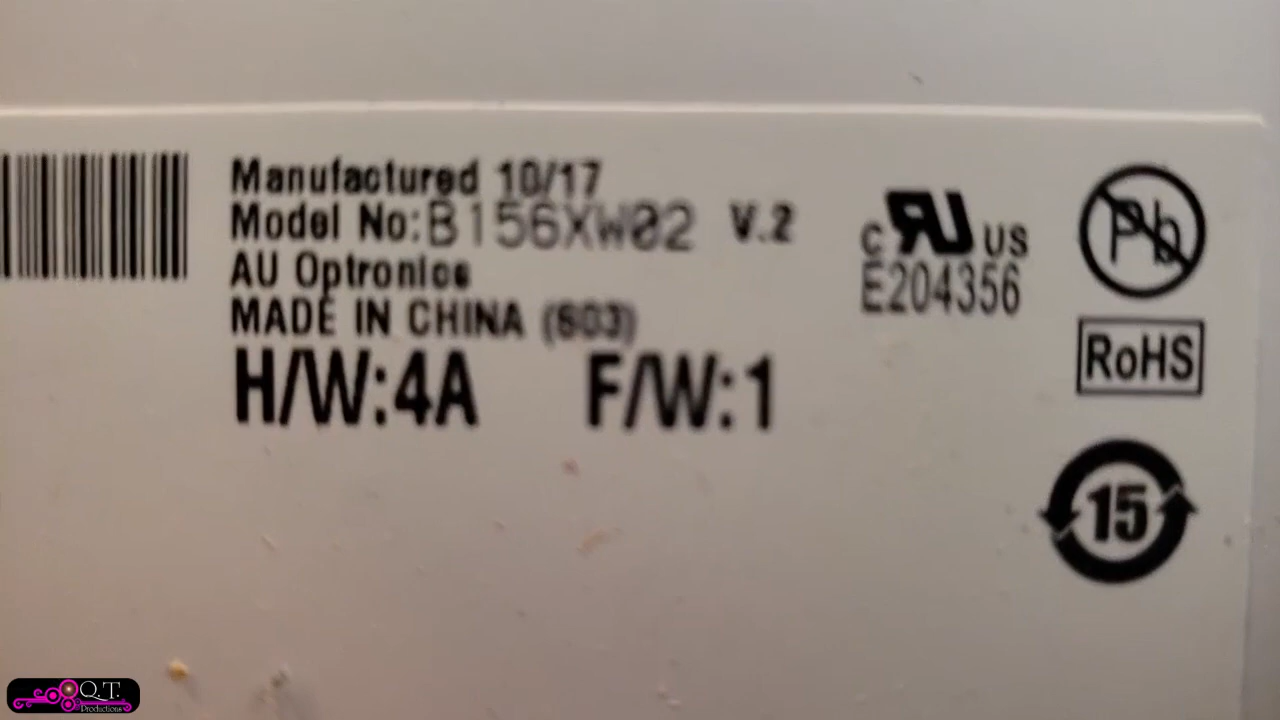 Manufactured 10/17
Model No:B156XW02 V.2
AU Optronics
MADE IN CHINA (S03)
H/W:4A F/W:1
c RU US
E204356
Pb
RoHS
15
Q.T.
Productions